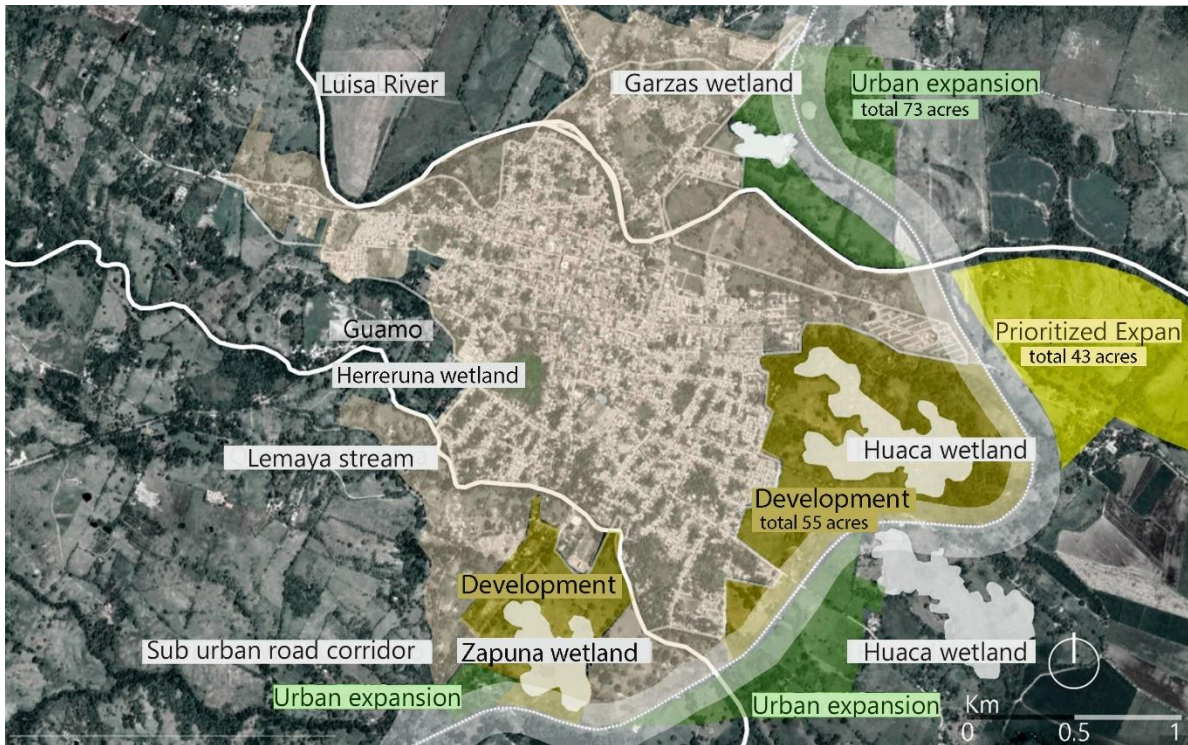 Luisa River
Garzas wetland
Urban expansion
total 73 acres
Guamo
Prioritized Expan
total 43 acres
Herreruna wetland
Lemaya stream
Huaca wetland
Development
total 55 acres
Development
Sub urban road corridor
Zapuna wetland
Huaca wetland
Urban expansion
Urban expansion
Km
0
0.5
1